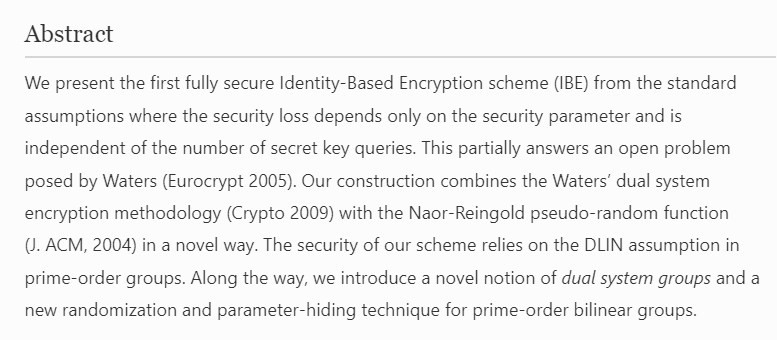 Abstract
We present the first fully secure Identity-Based Encryption scheme (IBE) from the standard
assumptions where the security loss depends only on the security parameter and is
independent of the number of secret key queries. This partially answers an open problem
posed by Waters (Eurocrypt 2005). Our construction combines the Waters’ dual system
encryption methodology (Crypto 2009) with the Naor-Reingold pseudo-random function
(J. ACM, 2004) in a novel way. The security of our scheme relies on the DLIN assumption in
prime-order groups. Along the way, we introduce a novel notion of dual system groups and a
new randomization and parameter-hiding technique for prime-order bilinear groups.